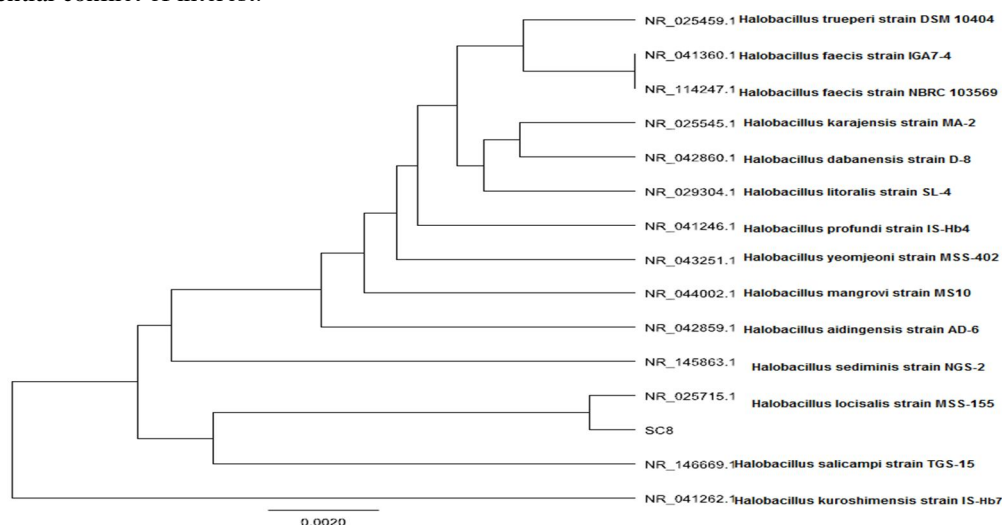 NR_025459.1 Halobacillus trueperi strain DSM 10404
NR_041360.1 Halobacillus faecis strain IGA7-4
NR_114247.1 Halobacillus faecis strain NBRC 103569
NR_025545.1 Halobacillus karajensis strain MA-2
NR_042860.1 Halobacillus dabanensis strain D-8
NR_029304.1 Halobacillus litoralis strain SL-4
NR_041246.1 Halobacillus profundi strain IS-Hb4
NR_043251.1 Halobacillus yeomjeoni strain MSS-402
NR_044002.1 Halobacillus mangrovi strain MS10
NR_042859.1 Halobacillus aidingensis strain AD-6
NR_145863.1 Halobacillus sediminis strain NGS-2
NR_025715.1 Halobacillus locisalis strain MSS-155
SC8
NR_146669.1 Halobacillus salicampi strain TGS-15
NR_041262.1 Halobacillus kuroshimensis strain IS-Hb7
0.0020